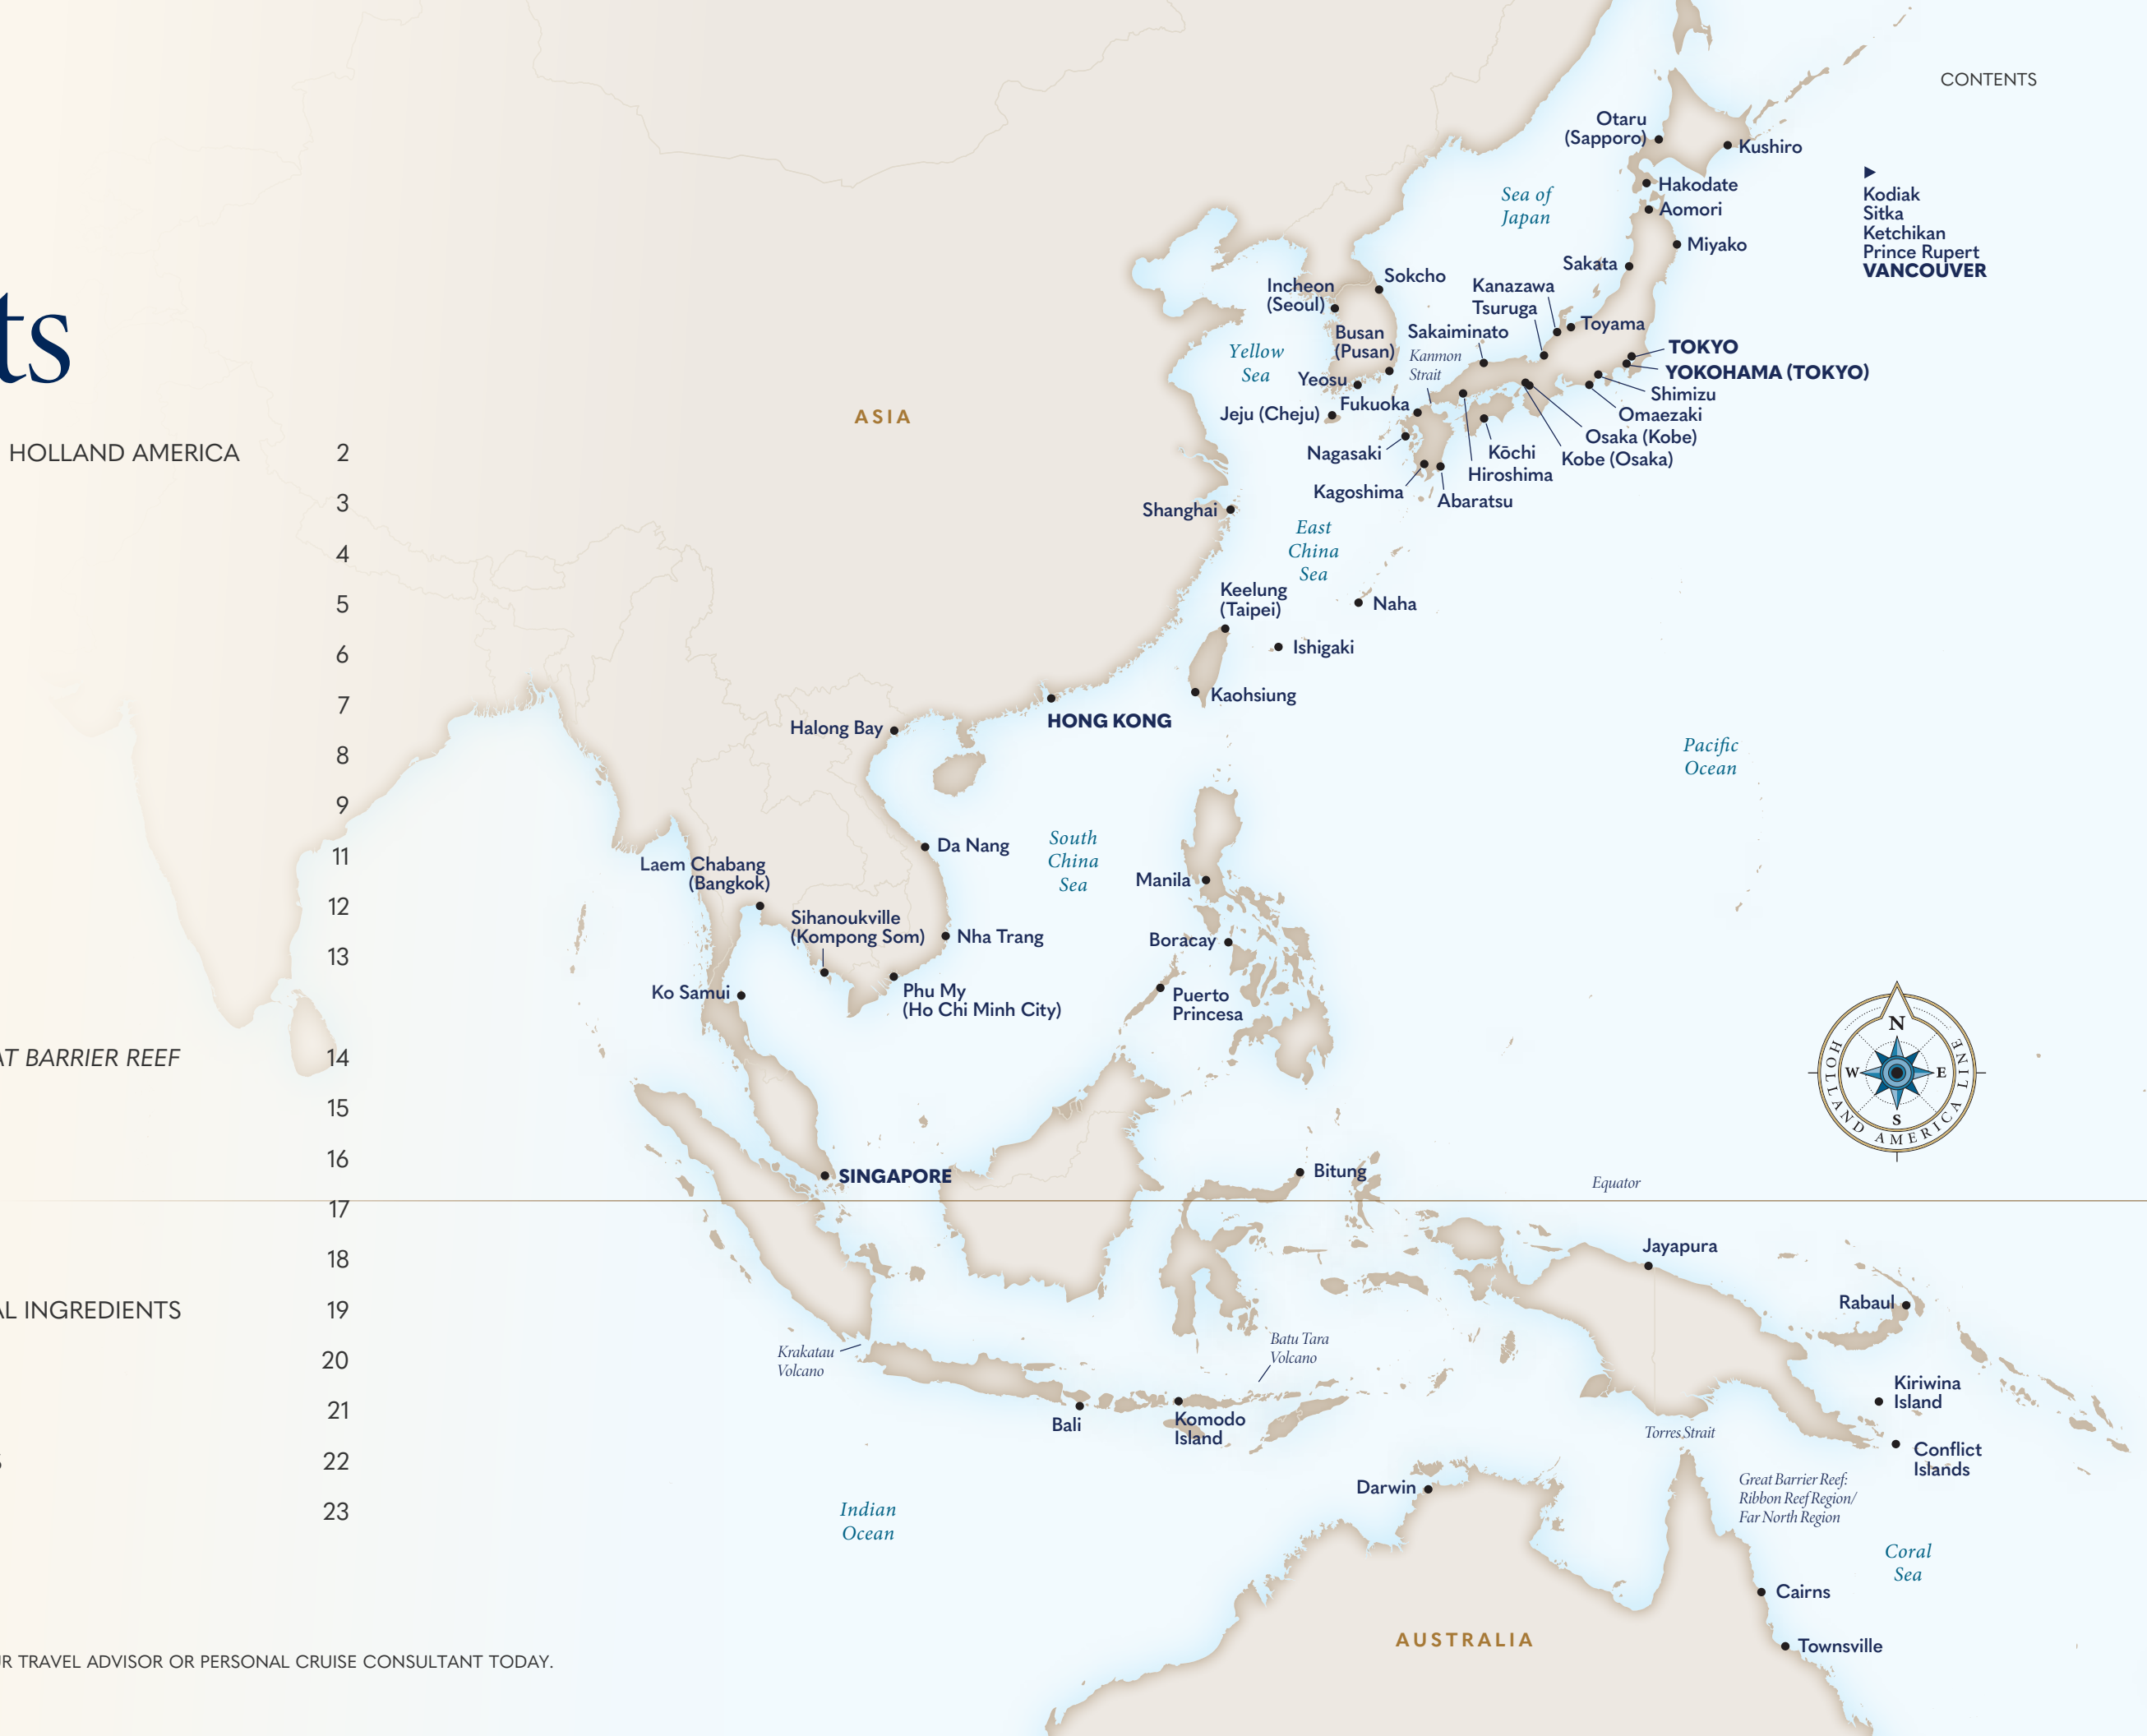 CONTENTS
ts
HOLLAND AMERICA 2
3
4
5
6
7
8
9
11
12
13
AT BARRIER REEF 14
15
16
17
18
AL INGREDIENTS 19
20
21
S 22
23
UR TRAVEL ADVISOR OR PERSONAL CRUISE CONSULTANT TODAY.
ASIA
Otaru
(Sapporo)
Kushiro
Hakodate
Aomori
Miyako
Sakata
Kodiak
Sitka
Ketchikan
Prince Rupert
VANCOUVER
Sea of
Japan
Sokcho
Incheon
(Seoul)
Kanazawa
Tsuruga
Toyama
Busan
(Pusan)
Sakaiminato
Kanmon
Strait
TOKYO
YOKOHAMA (TOKYO)
Shimizu
Omaezaki
Osaka (Kobe)
Kobe (Osaka)
Yellow
Sea
Yeosu
Jeju (Cheju)
Fukuoka
Nagasaki
Kōchi
Hiroshima
Kagoshima
Abaratsu
Shanghai
East
China
Sea
Keelung
(Taipei)
Naha
Ishigaki
Kaohsiung
HONG KONG
Halong Bay
Pacific
Ocean
Da Nang
South
China
Sea
Laem Chabang
(Bangkok)
Manila
Sihanoukville
(Kompong Som)
Nha Trang
Boracay
Ko Samui
Phu My
(Ho Chi Minh City)
Puerto
Princesa
N
W
E
S
HOLLAND AMERICA LINE
SINGAPORE
Bitung
Equator
Jayapura
Rabaul
Krakatau
Volcano
Batu Tara
Volcano
Bali
Komodo
Island
Kiriwina
Island
Torres Strait
Conflict
Islands
Darwin
Great Barrier Reef:
Ribbon Reef Region/
Far North Region
Indian
Ocean
Coral
Sea
Cairns
AUSTRALIA
Townsville